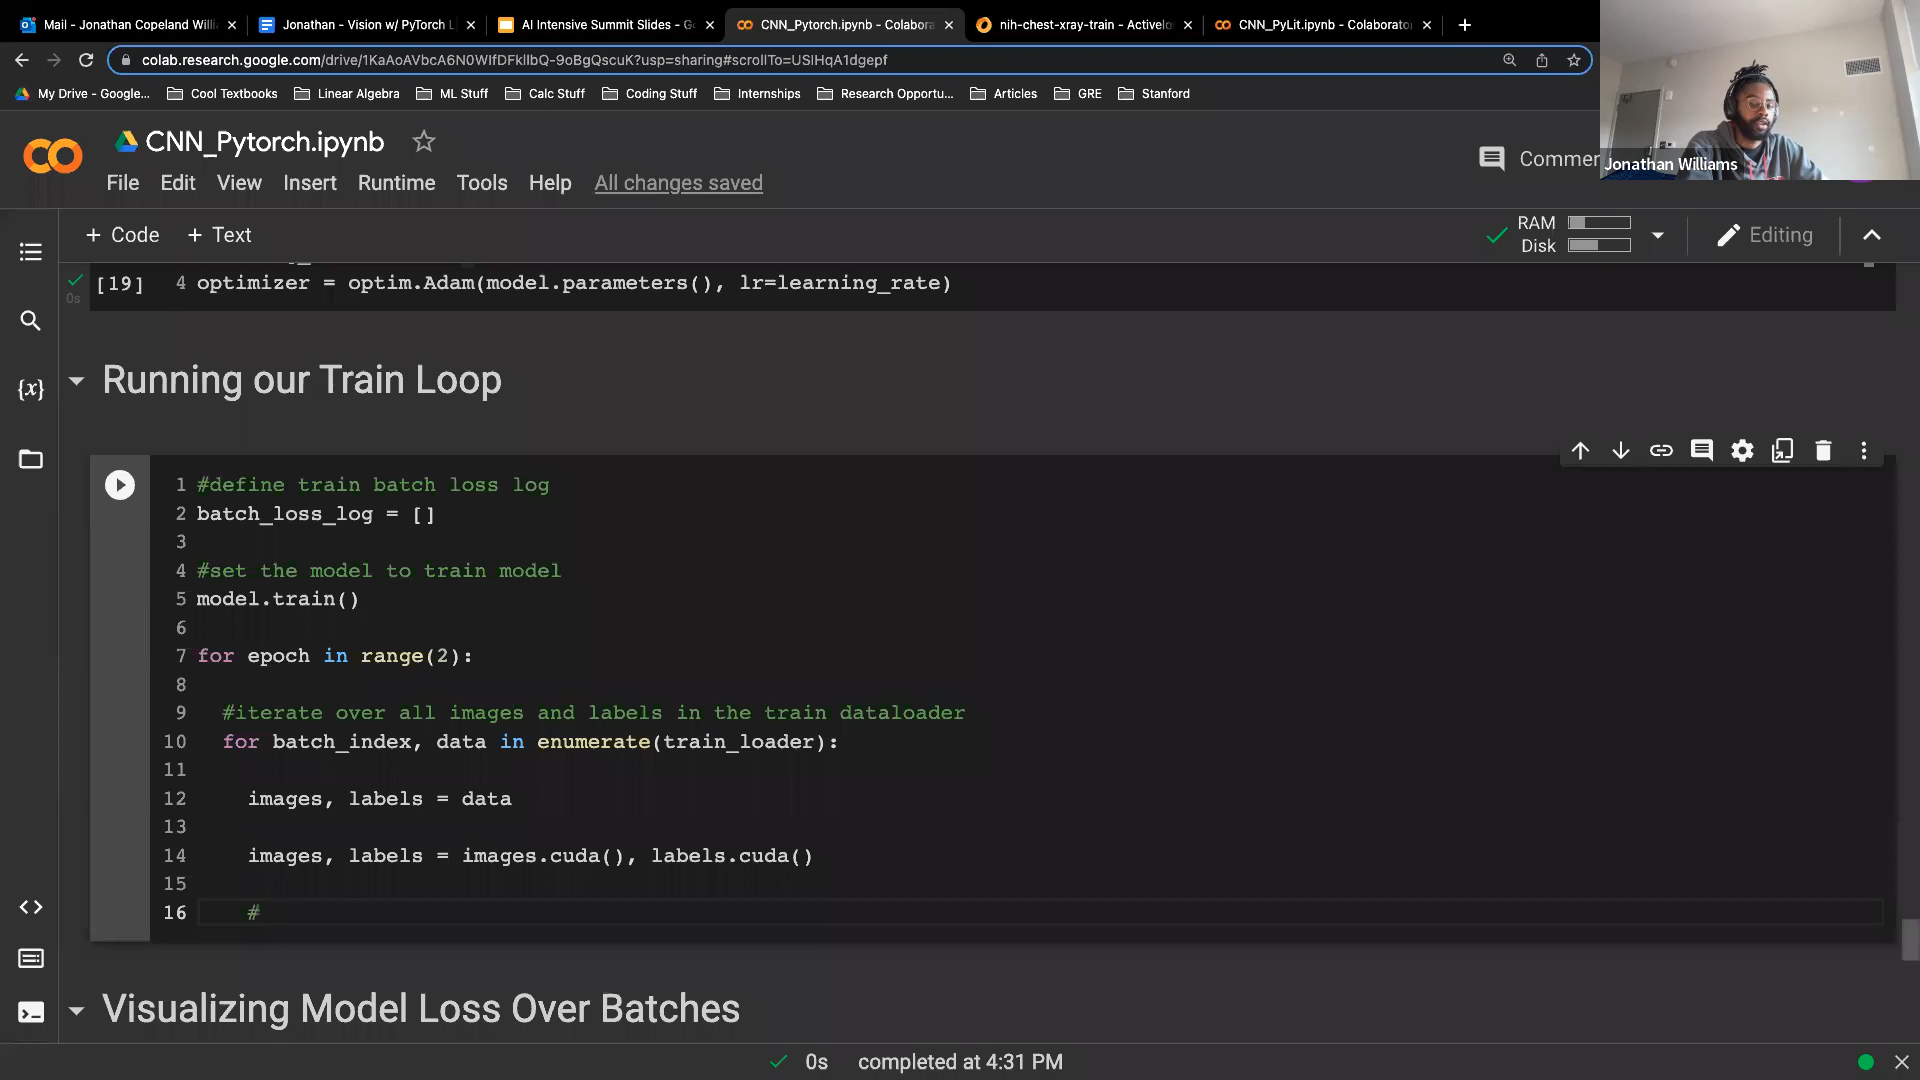 Mail - Jonathan Copeland Willi
Jonathan - Vision w/ PyTorch L
AI Intensive Summit Slides - Go
CNN_Pytorch.ipynb - Colabora
nih-chest-xray-train - Activelo
CNN_PyLit.ipynb - Colaborato
colab.research.google.com/drive/1KaAoAVbcA6N0WIfDFkIlbQ-9oBgQscuK?usp=sharing#scrollTo=USlHqA1dgepf
My Drive - Google...
Cool Textbooks
Linear Algebra
ML Stuff
Calc Stuff
Coding Stuff
Internships
Research Opportu...
Articles
GRE
Stanford
CNN_Pytorch.ipynb
Commen
Jonathan Williams
File Edit View Insert Runtime Tools Help All changes saved
+ Code + Text
RAM
Disk
Editing
0s
[19] 4 optimizer = optim.Adam(model.parameters(), lr=learning_rate)
Running our Train Loop
1 #define train batch loss log
2 batch_loss_log = []
3
4 #set the model to train model
5 model.train()
6
7 for epoch in range(2):
8
9 #iterate over all images and labels in the train dataloader
10 for batch_index, data in enumerate(train_loader):
11
12 images, labels = data
13
14 images, labels = images.cuda(), labels.cuda()
15
16 #
Visualizing Model Loss Over Batches
0s completed at 4:31 PM